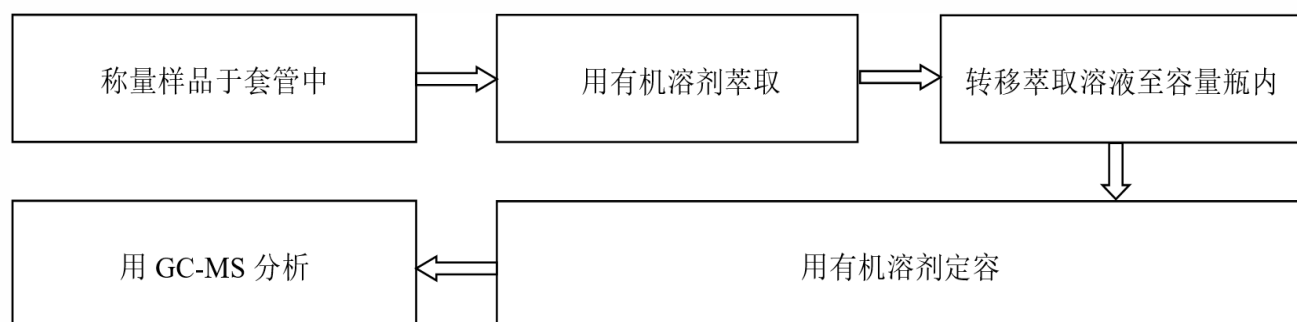 称量样品于套管中
用有机溶剂萃取
转移萃取溶液至容量瓶内
用有机溶剂定容
用 GC-MS 分析